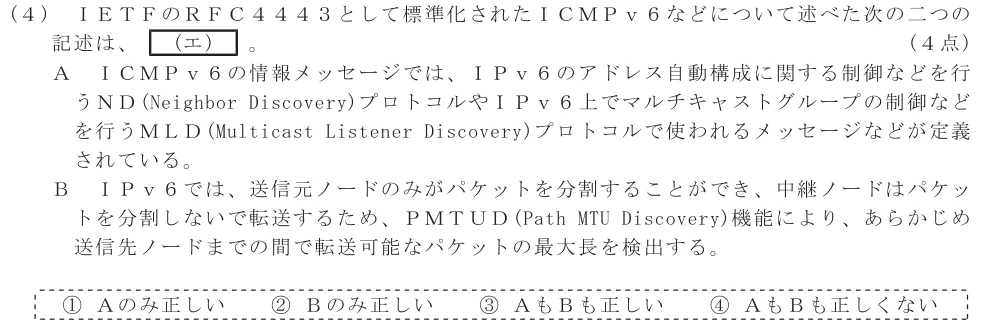 （４） ＩＥＴＦのＲＦＣ４４４３として標準化されたＩＣＭＰｖ６などについて述べた次の二つの
記述は、 （エ） 。 （４点）
Ａ ＩＣＭＰｖ６の情報メッセージでは、ＩＰｖ６のアドレス自動構成に関する制御などを行
うＮＤ(Neighbor Discovery)プロトコルやＩＰｖ６上でマルチキャストグループの制御など
を行うＭＬＤ(Multicast Listener Discovery)プロトコルで使われるメッセージなどが定義
されている。
Ｂ ＩＰｖ６では、送信元ノードのみがパケットを分割することができ、中継ノードはパケッ
トを分割しないで転送するため、ＰＭＴＵＤ(Path MTU Discovery)機能により、あらかじめ
送信先ノードまでの間で転送可能なパケットの最大長を検出する。
① Ａのみ正しい ② Ｂのみ正しい ③ ＡもＢも正しい ④ ＡもＢも正しくない